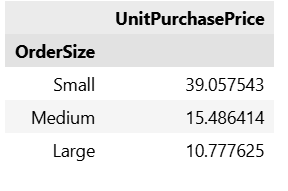 UnitPurchasePrice
OrderSize
Small 39.057543
Medium 15.486414
Large 10.777625